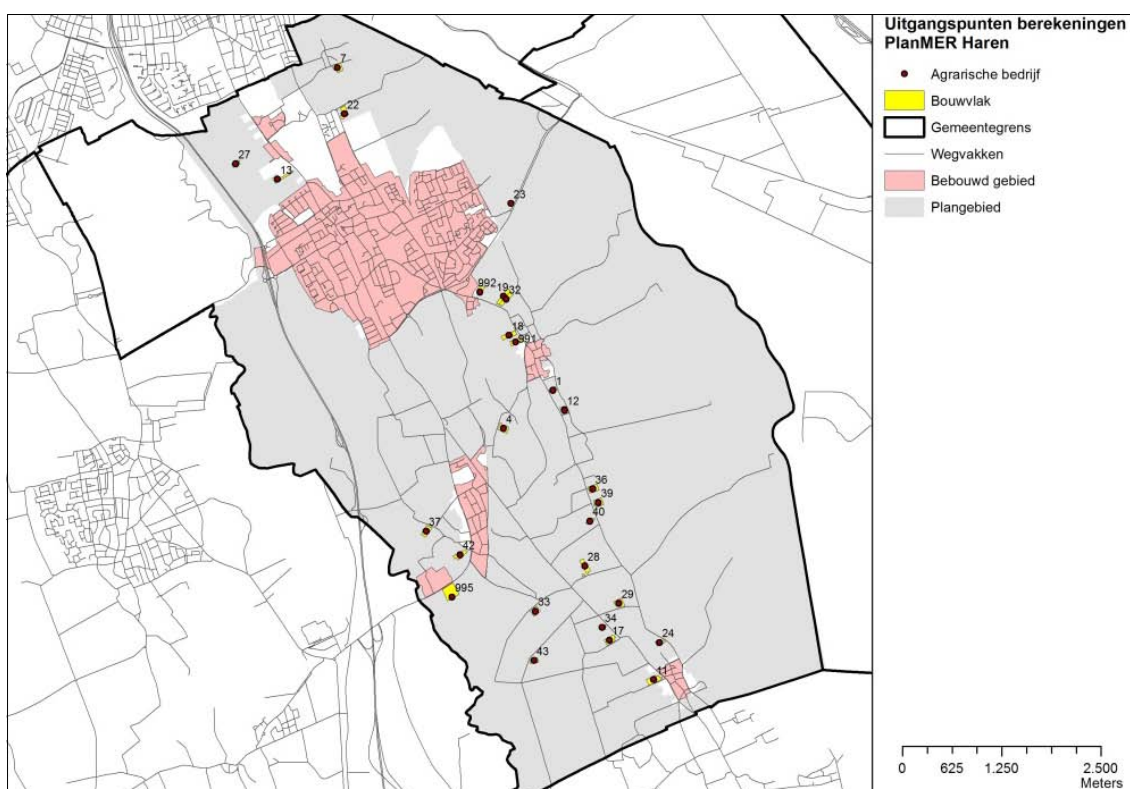 Uitgangspunten berekeningen
PlanMER Haren
Agrarische bedrijf
Bouwvlak
Gemeentegrens
Wegvakken
Bebouwd gebied
Plangebied
7
22
27
13
23
992
19
32
18
991
1
12
4
36
39
40
37
42
28
995
29
33
34
17
24
43
11
0 625 1.250 2.500
Meters